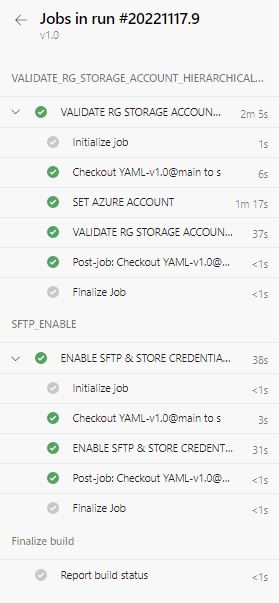 Jobs in run #20221117.9
v1.0
VALIDATE_RG_STORAGE_ACCOUNT_HIERARCHICAL...
VALIDATE RG STORAGE ACCOUN... 2m 5s
Initialize job 1s
Checkout YAML-v1.0@main to s 6s
SET AZURE ACCOUNT 1m 17s
VALIDATE RG STORAGE ACCOUN... 37s
Post-job: Checkout YAML-v1.0@... <1s
Finalize Job <1s
SFTP_ENABLE
ENABLE SFTP & STORE CREDENTIA... 38s
Initialize job <1s
Checkout YAML-v1.0@main to s 3s
ENABLE SFTP & STORE CREDENT... 31s
Post-job: Checkout YAML-v1.0@... <1s
Finalize Job <1s
Finalize build
Report build status <1s